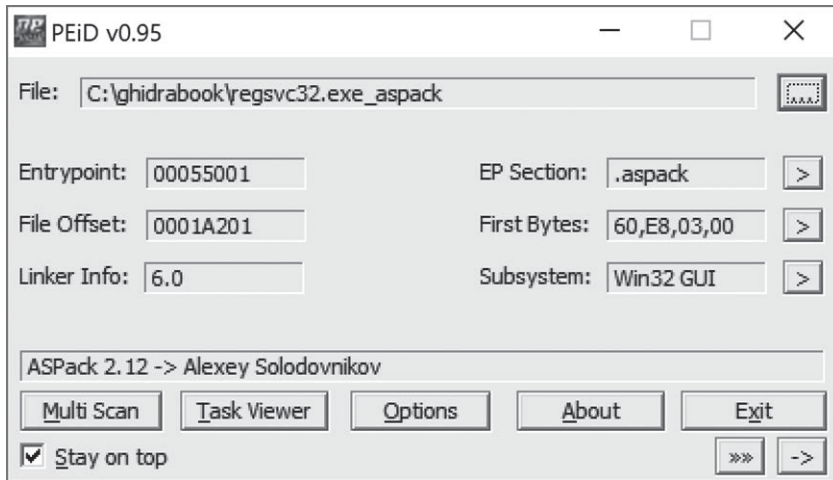 PEiD v0.95
File: C:\ghidrabook\regsvc32.exe_aspack ...
Entrypoint: 00055001 EP Section: .aspack >
File Offset: 0001A201 First Bytes: 60,E8,03,00 >
Linker Info: 6.0 Subsystem: Win32 GUI >
ASPack 2.12 -> Alexey Solodovnikov
Multi Scan Task Viewer Options About Exit
Stay on top »» ->